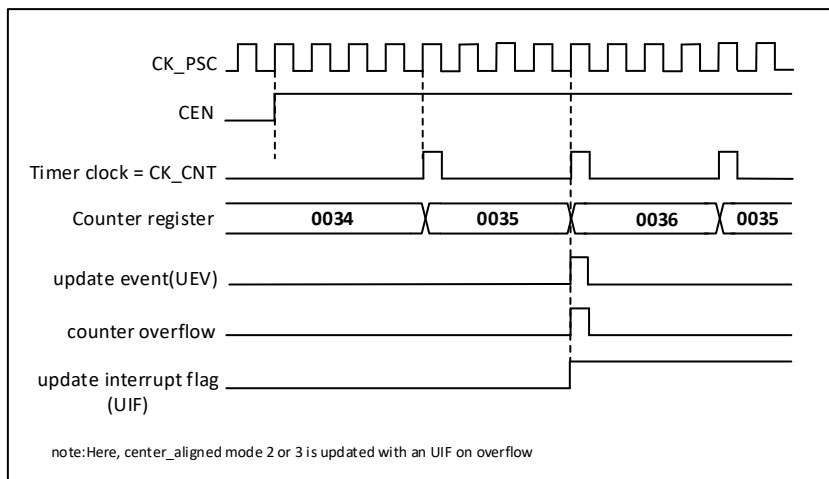 CK_PSC
CEN
Timer clock = CK_CNT
Counter register
0034 0035 0036 0035
update event(UEV)
counter overflow
update interrupt flag
(UIF)
note:Here, center_aligned mode 2 or 3 is updated with an UIF on overflow